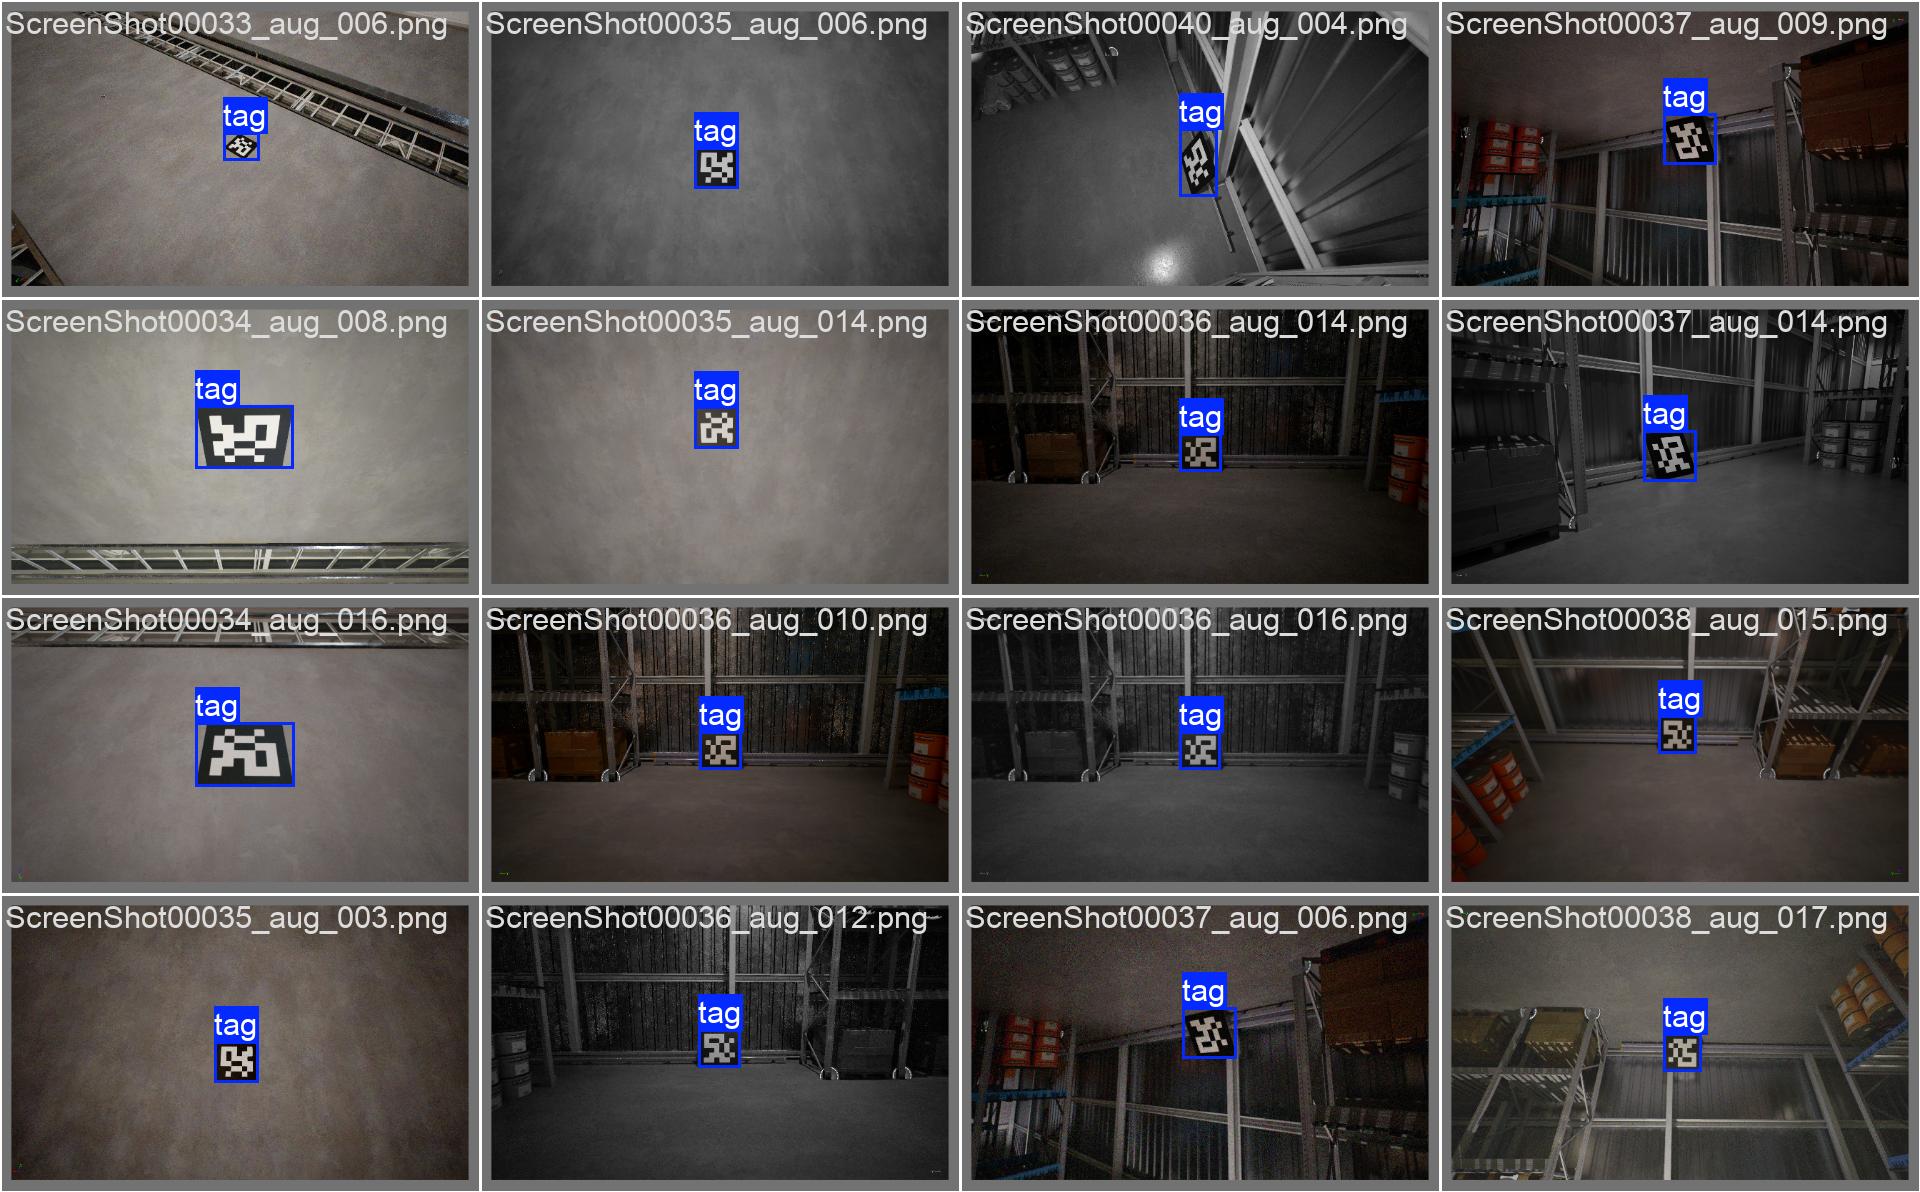 ScreenShot00033_aug_006.png
tag
ScreenShot00035_aug_006.png
tag
ScreenShot00040_aug_004.png
tag
ScreenShot00037_aug_009.png
tag
ScreenShot00034_aug_008.png
tag
ScreenShot00035_aug_014.png
tag
ScreenShot00036_aug_014.png
tag
ScreenShot00037_aug_014.png
tag
ScreenShot00034_aug_016.png
tag
ScreenShot00036_aug_010.png
tag
ScreenShot00036_aug_016.png
tag
ScreenShot00038_aug_015.png
tag
ScreenShot00035_aug_003.png
tag
ScreenShot00036_aug_012.png
tag
ScreenShot00037_aug_006.png
tag
ScreenShot00038_aug_017.png
tag